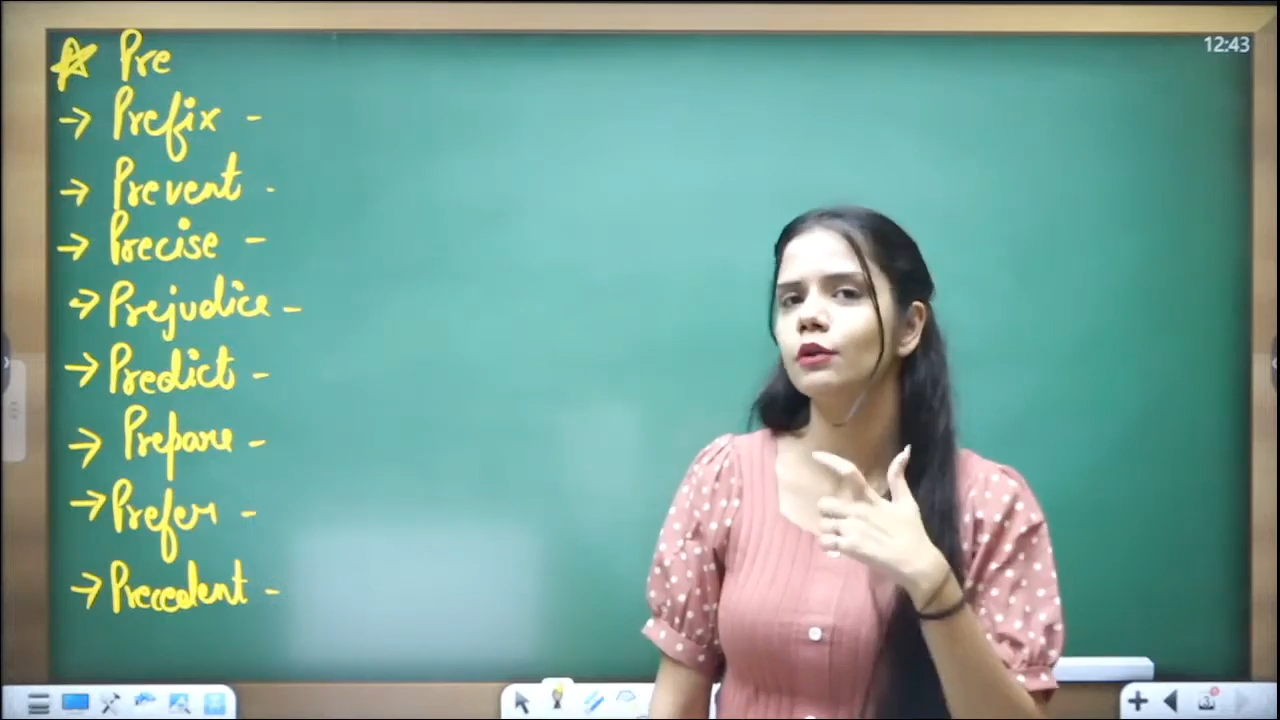 ☆ Pre
→ Prefix -
→ Prevent -
→ Precise -
→ Prejudice -
→ Predict -
→ Prepare -
→ Prefer -
→ Precedent -
12:43